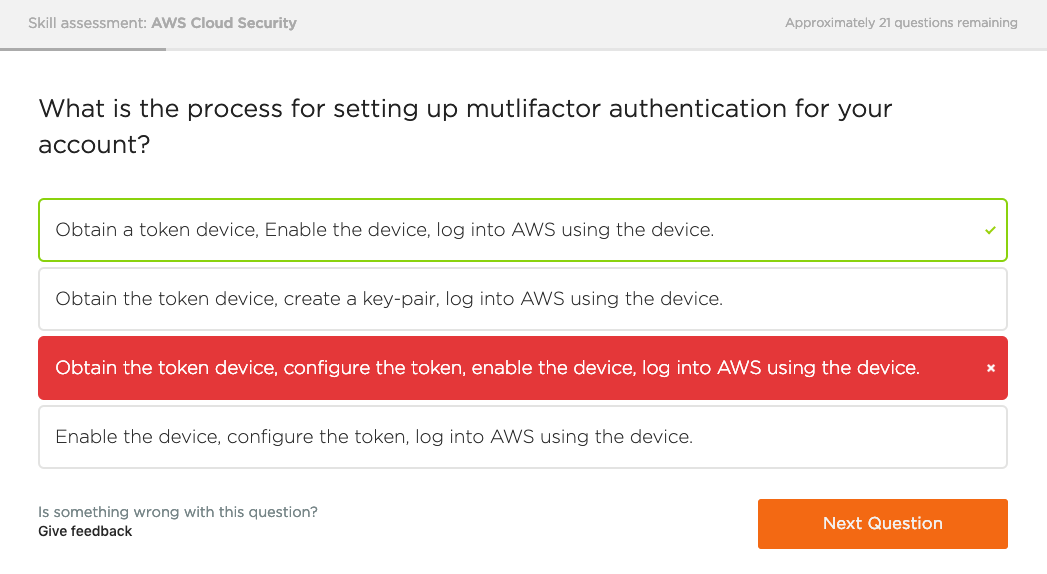 Skill assessment: AWS Cloud Security
Approximately 21 questions remaining
What is the process for setting up mutlifactor authentication for your
account?
Obtain a token device, Enable the device, log into AWS using the device.
Obtain the token device, create a key-pair, log into AWS using the device.
Obtain the token device, configure the token, enable the device, log into AWS using the device.
Enable the device, configure the token, log into AWS using the device.
Is something wrong with this question?
Give feedback
Next Question